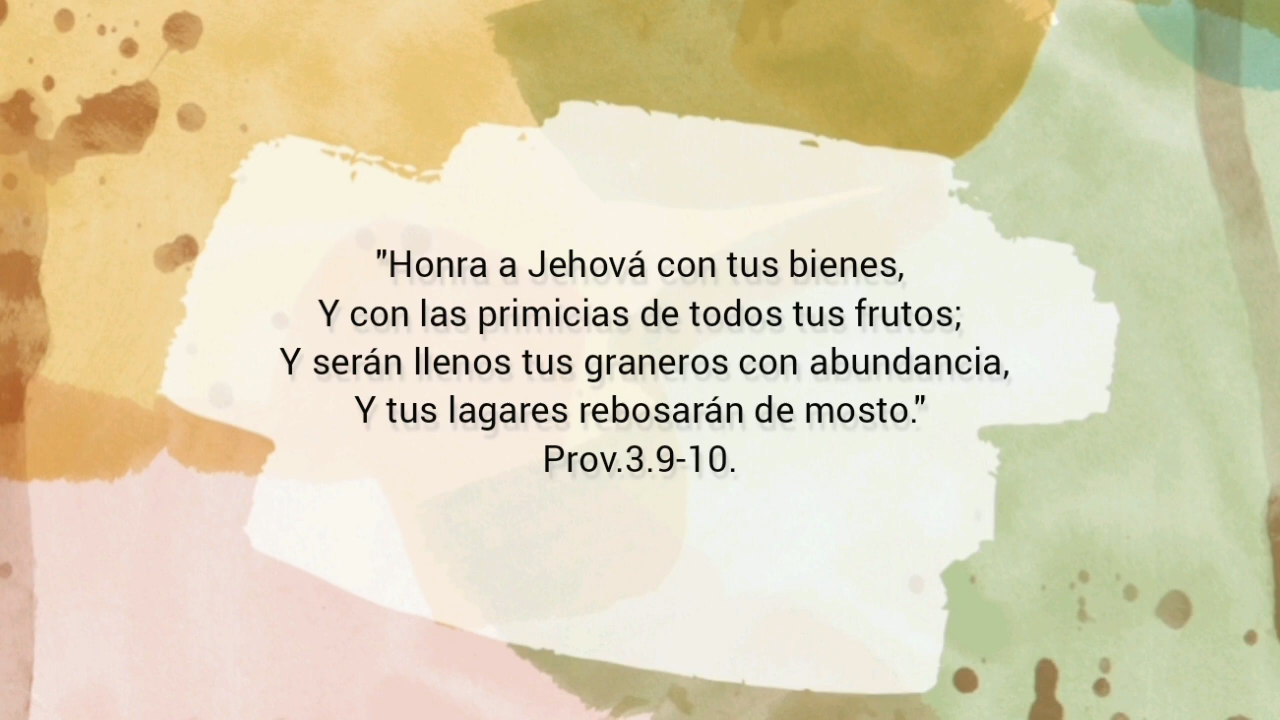 "Honra a Jehová con tus bienes,
Y con las primicias de todos tus frutos;
Y serán llenos tus graneros con abundancia,
Y tus lagares rebosarán de mosto."
Prov.3.9-10.